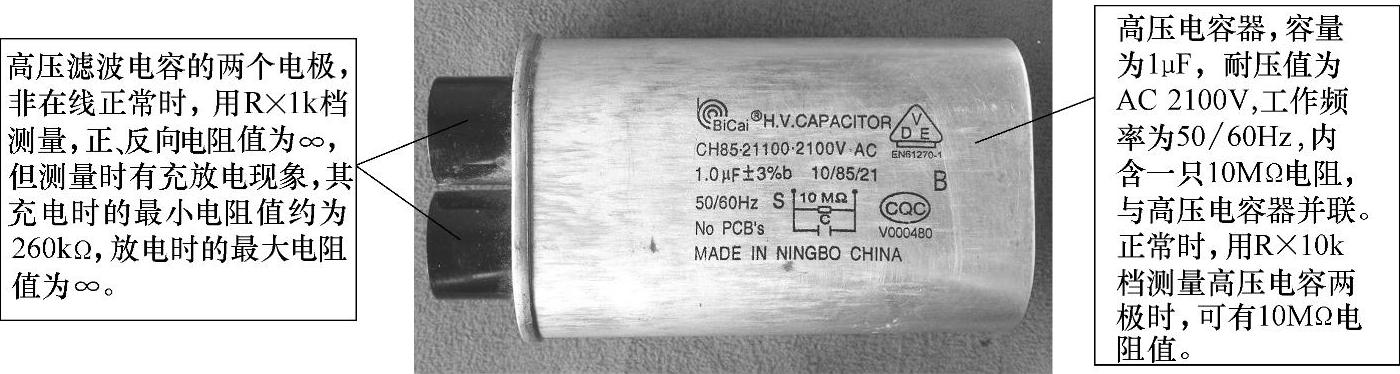 高压滤波电容的两个电极，
非在线正常时，用R×1k档
测量，正、反向电阻值为∞，
但测量时有充放电现象，其
充电时的最小电阻值约为
260kΩ，放电时的最大电阻
值为∞。
BiCai®H.V.CAPACITOR
VDE
EN61270-1
CH85-21100-2100V AC
1.0μF±3%b 10/85/21
B
50/60Hz S 10 MΩ
C
CQC
No PCB's
V000480
MADE IN NINGBO CHINA
高压电容器，容量
为1μF，耐压值为
AC 2100V，工作频
率为50/60Hz，内
含一只10MΩ电阻，
与高压电容器并联。
正常时，用R×10k
档测量高压电容两
极时，可有10MΩ电
阻值。